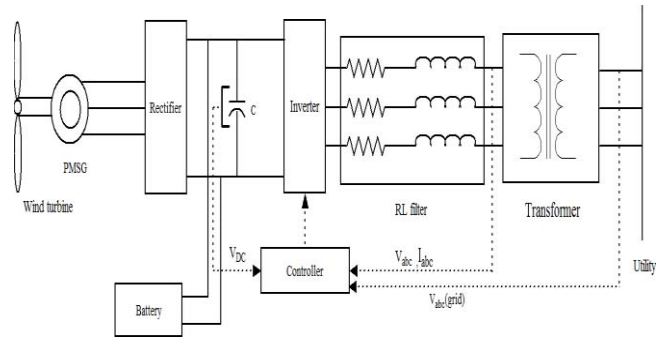 Rectifier
C
Inverter
PMSG
Wind turbine
RL filter
Transformer
V_DC
Controller
V_abc ,I_abc
Utility
Battery
V_abc(grid)